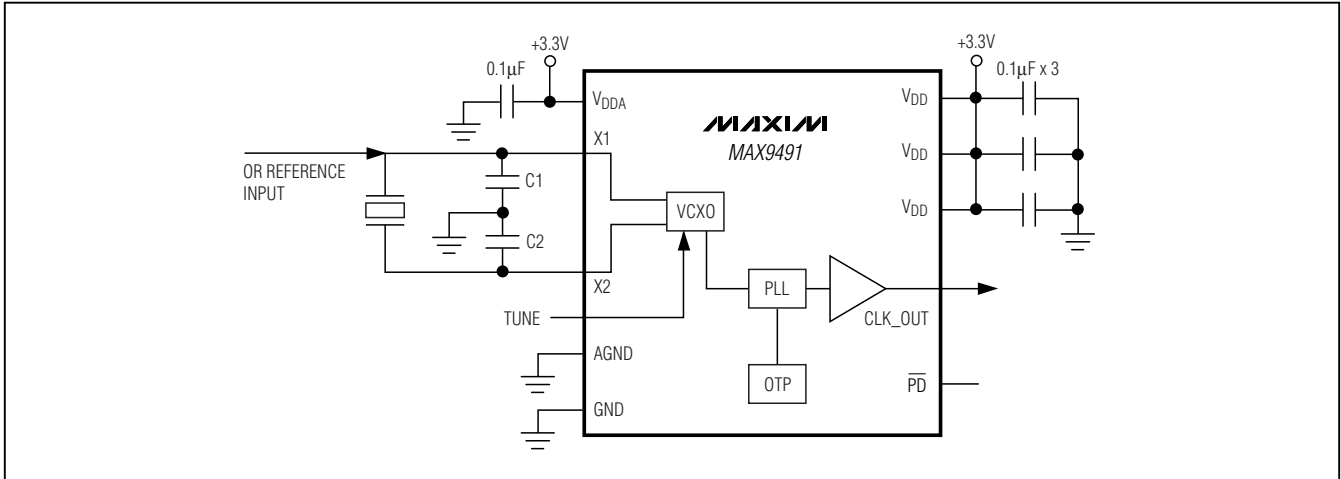 +3.3V
0.1μF
VDDA
X1
OR REFERENCE
INPUT
C1
C2
X2
TUNE
AGND
GND
MAXIM
MAX9491
VCXO
PLL
OTP
CLK_OUT
+3.3V
0.1μF x 3
VDD
VDD
VDD
PD